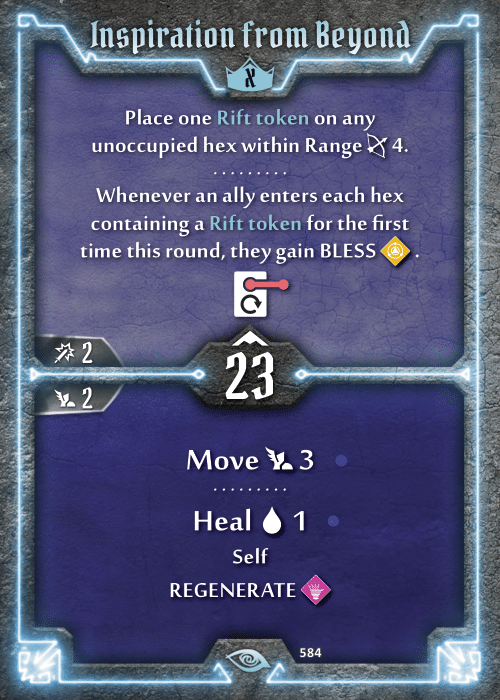 Inspiration from Beyond
X
Place one Rift token on any
unoccupied hex within Range 4.
Whenever an ally enters each hex
containing a Rift token for the first
time this round, they gain BLESS .
2
23
2
Move 3
Heal 1
Self
REGENERATE
584